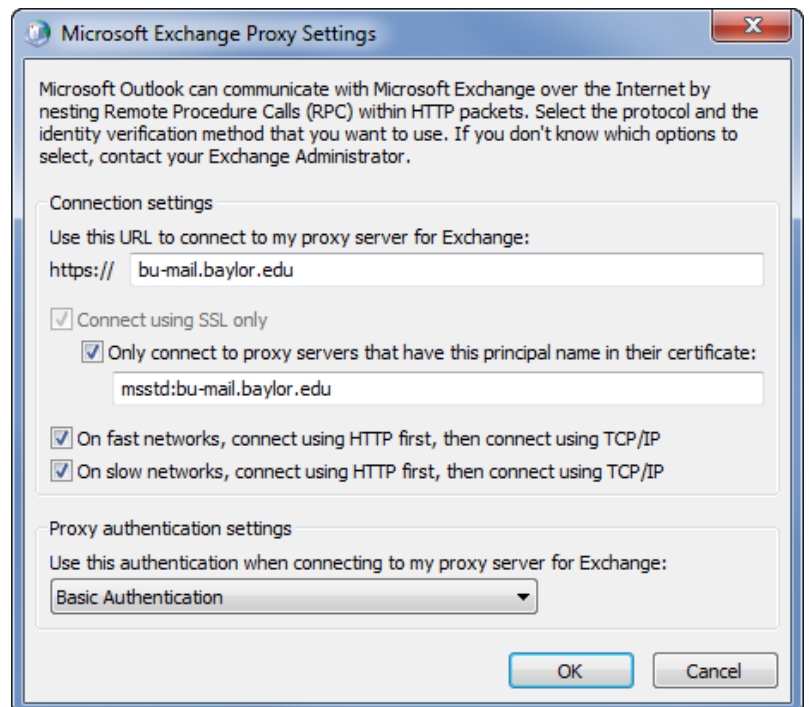 Microsoft Exchange Proxy Settings
Microsoft Outlook can communicate with Microsoft Exchange over the Internet by
nesting Remote Procedure Calls (RPC) within HTTP packets. Select the protocol and the
identity verification method that you want to use. If you don't know which options to
select, contact your Exchange Administrator.
Connection settings
Use this URL to connect to my proxy server for Exchange:
https:// bu-mail.baylor.edu
Connect using SSL only
Only connect to proxy servers that have this principal name in their certificate:
msstd:bu-mail.baylor.edu
On fast networks, connect using HTTP first, then connect using TCP/IP
On slow networks, connect using HTTP first, then connect using TCP/IP
Proxy authentication settings
Use this authentication when connecting to my proxy server for Exchange:
Basic Authentication
OK Cancel